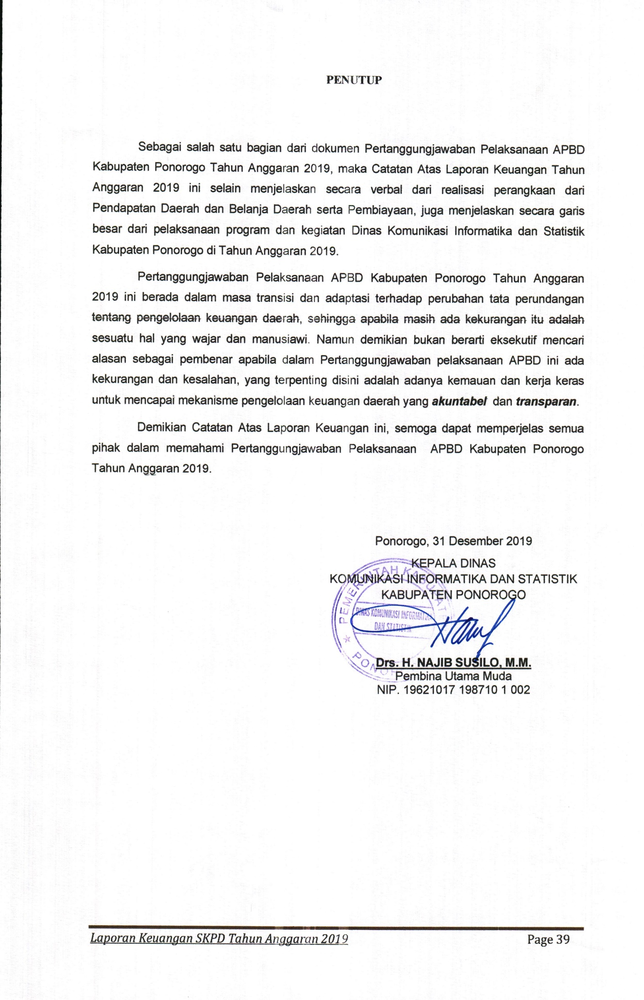 PENUTUP
Sebagai salah satu bagian dari dokumen Pertanggungjawaban Pelaksanaan APBD
Kabupaten Ponorogo Tahun Anggaran 2019, maka Catatan Atas Laporan Keuangan Tahun
Anggaran 2019 ini selain menjelaskan secara verbal dari realisasi perangkaan dari
Pendapatan Daerah dan Belanja Daerah serta Pembiayaan, juga menjelaskan secara garis
besar dari pelaksanaan program dan kegiatan Dinas Komunikasi Informatika dan Statistik
Kabupaten Ponorogo di Tahun Anggaran 2019.
Pertanggungjawaban Pelaksanaan APBD Kabupaten Ponorogo Tahun Anggaran
2019 ini berada dalam masa transisi dan adaptasi terhadap perubahan tata perundangan
tentang pengelolaan keuangan daerah, sehingga apabila masih ada kekurangan itu adalah
sesuatu hal yang wajar dan manusiawi. Namun demikian bukan berarti eksekutif mencari
alasan sebagai pembenar apabila dalam Pertanggungjawaban pelaksanaan APBD ini ada
kekurangan dan kesalahan, yang terpenting disini adalah adanya kemauan dan kerja keras
untuk mencapai mekanisme pengelolaan keuangan daerah yang akuntabel dan transparan.
Demikian Catatan Atas Laporan Keuangan ini, semoga dapat memperjelas semua
pihak dalam memahami Pertanggungjawaban Pelaksanaan APBD Kabupaten Ponorogo
Tahun Anggaran 2019.
Ponorogo, 31 Desember 2019
KEPALA DINAS
KOMUNIKASI INFORMATIKA DAN STATISTIK
KABUPATEN PONOROGO
PEMERINTAH
DINAS KOMUNIKASI INFORMATIKA
DAN STATISTIK
Drs. H. NAJIB SUSILO, M.M.
Pembina Utama Muda
NIP. 19621017 198710 1 002
Laporan Keuangan SKPD Tahun Anggaran 2019
Page 39